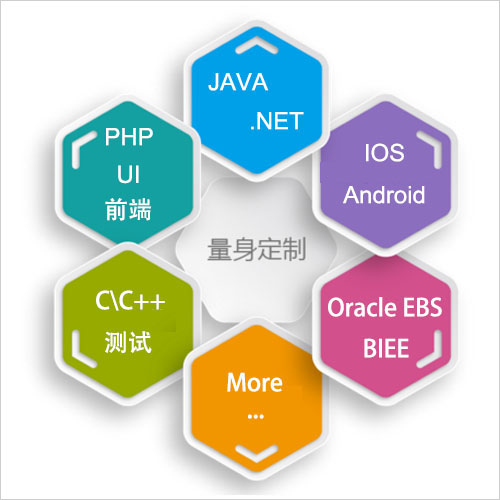 JAVA
.NET
PHP
UI
前端
IOS
Android
量身定制
C\C++
测试
Oracle EBS
BIEE
More
...